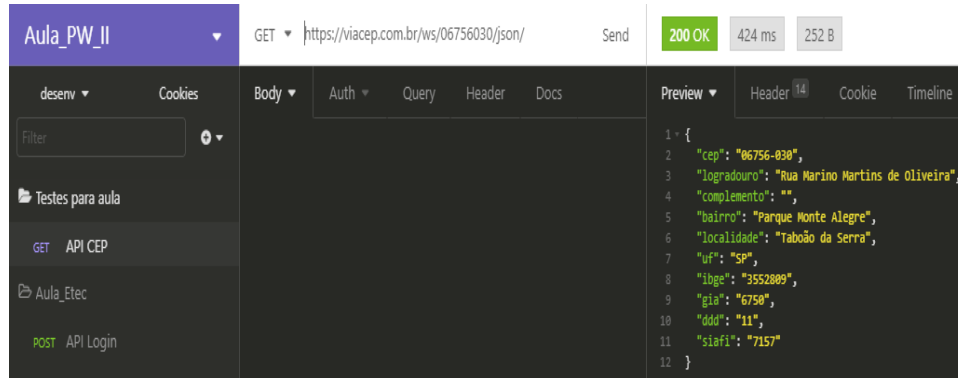 Aula_PW_II
GET https://viacep.com.br/ws/06756030/json/ Send
200 OK 424 ms 252 B
desenv Cookies
Body Auth Query Header Docs
Preview Header 14 Cookie Timeline
Filter
Testes para aula
GET API CEP
Aula_Etec
POST API Login
1 {
2 "cep": "06756-030",
3 "logradouro": "Rua Marino Martins de Oliveira",
4 "complemento": "",
5 "bairro": "Parque Monte Alegre",
6 "localidade": "Taboão da Serra",
7 "uf": "SP",
8 "ibge": "3552809",
9 "gia": "6750",
10 "ddd": "11",
11 "siafi": "7157"
12 }